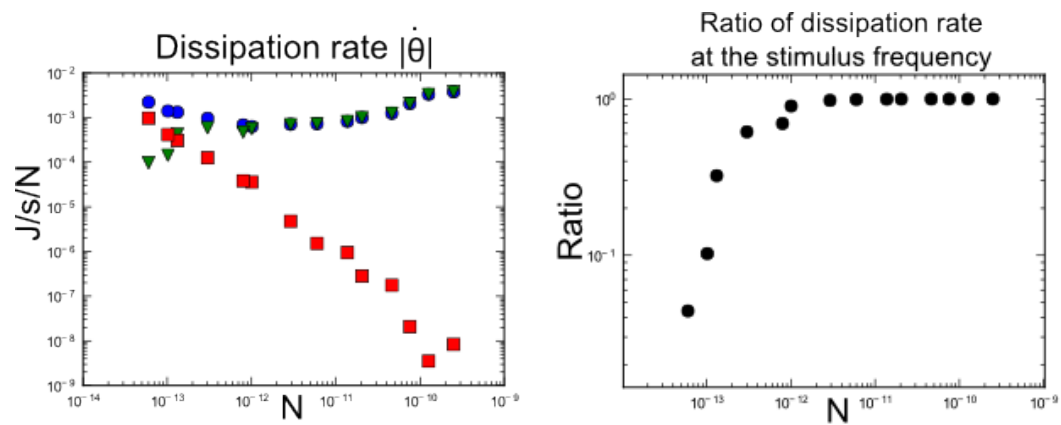 Dissipation rate |θ̇|
J/s/N
10⁻²
10⁻³
10⁻⁴
10⁻⁵
10⁻⁶
10⁻⁷
10⁻⁸
10⁻⁹
10⁻¹⁴ 10⁻¹³ 10⁻¹² 10⁻¹¹ 10⁻¹⁰ 10⁻⁹
N
Ratio of dissipation rate
at the stimulus frequency
Ratio
10⁰
10⁻¹
10⁻¹³ 10⁻¹² 10⁻¹¹ 10⁻¹⁰ 10⁻⁹
N